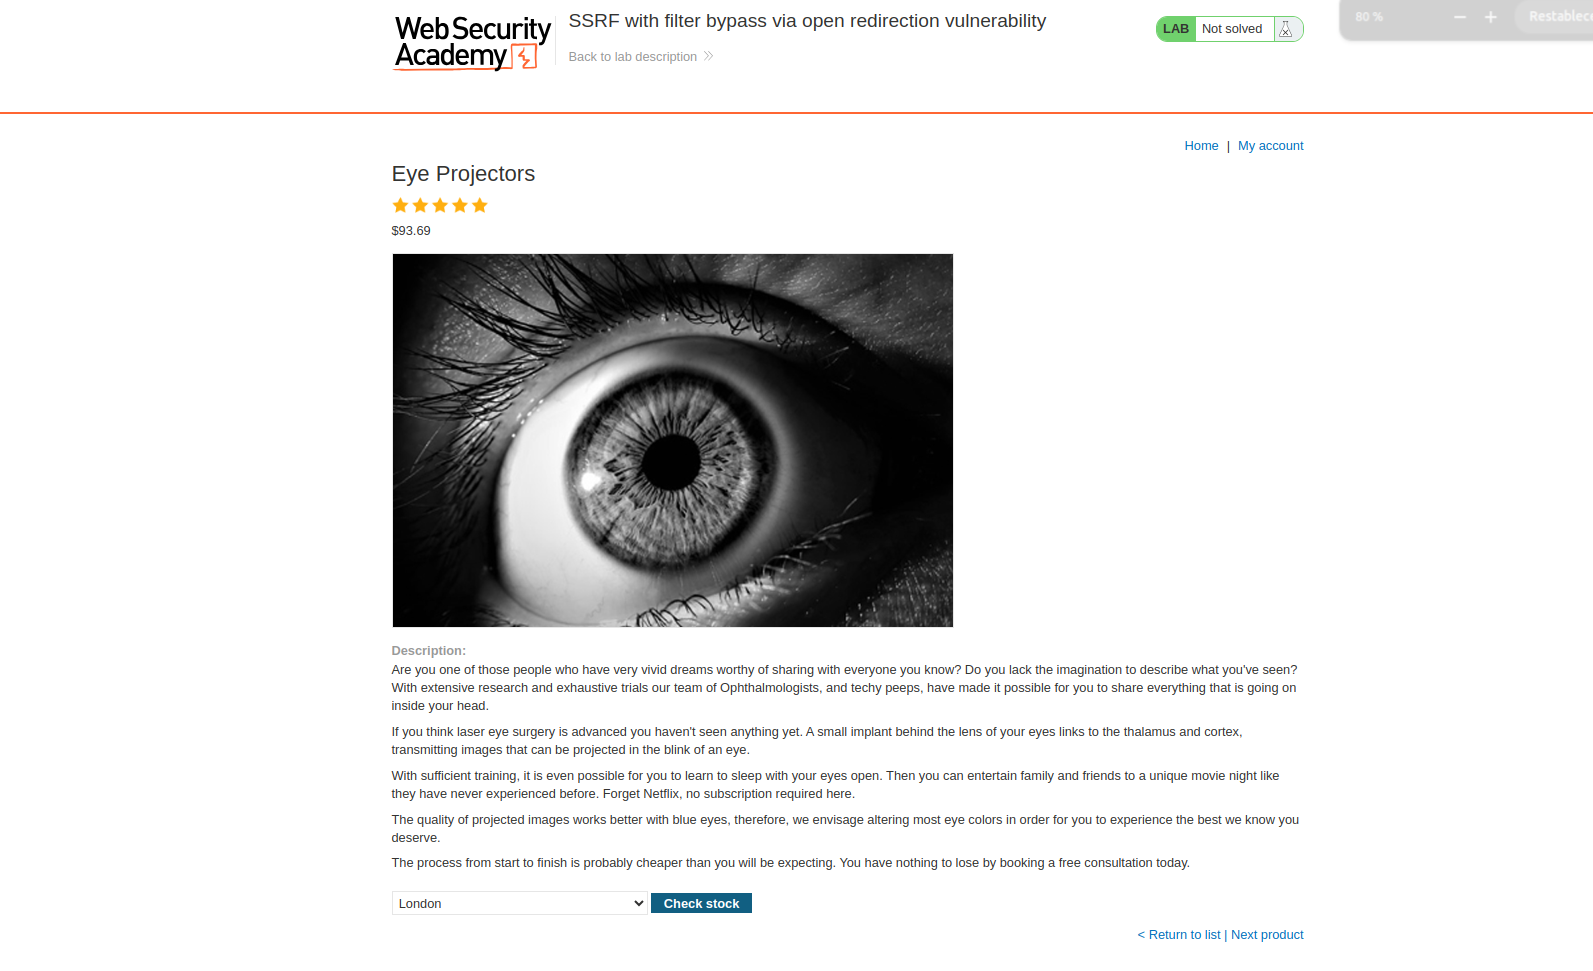 Web Security
Academy
SSRF with filter bypass via open redirection vulnerability
Back to lab description
LAB Not solved
80 %
Home | My account
Eye Projectors
$93.69
Description:
Are you one of those people who have very vivid dreams worthy of sharing with everyone you know? Do you lack the imagination to describe what you've seen?
With extensive research and exhaustive trials our team of Ophthalmologists, and techy peeps, have made it possible for you to share everything that is going on
inside your head.
If you think laser eye surgery is advanced you haven't seen anything yet. A small implant behind the lens of your eyes links to the thalamus and cortex,
transmitting images that can be projected in the blink of an eye.
With sufficient training, it is even possible for you to learn to sleep with your eyes open. Then you can entertain family and friends to a unique movie night like
they have never experienced before. Forget Netflix, no subscription required here.
The quality of projected images works better with blue eyes, therefore, we envisage altering most eye colors in order for you to experience the best we know you
deserve.
The process from start to finish is probably cheaper than you will be expecting. You have nothing to lose by booking a free consultation today.
London Check stock
< Return to list | Next product